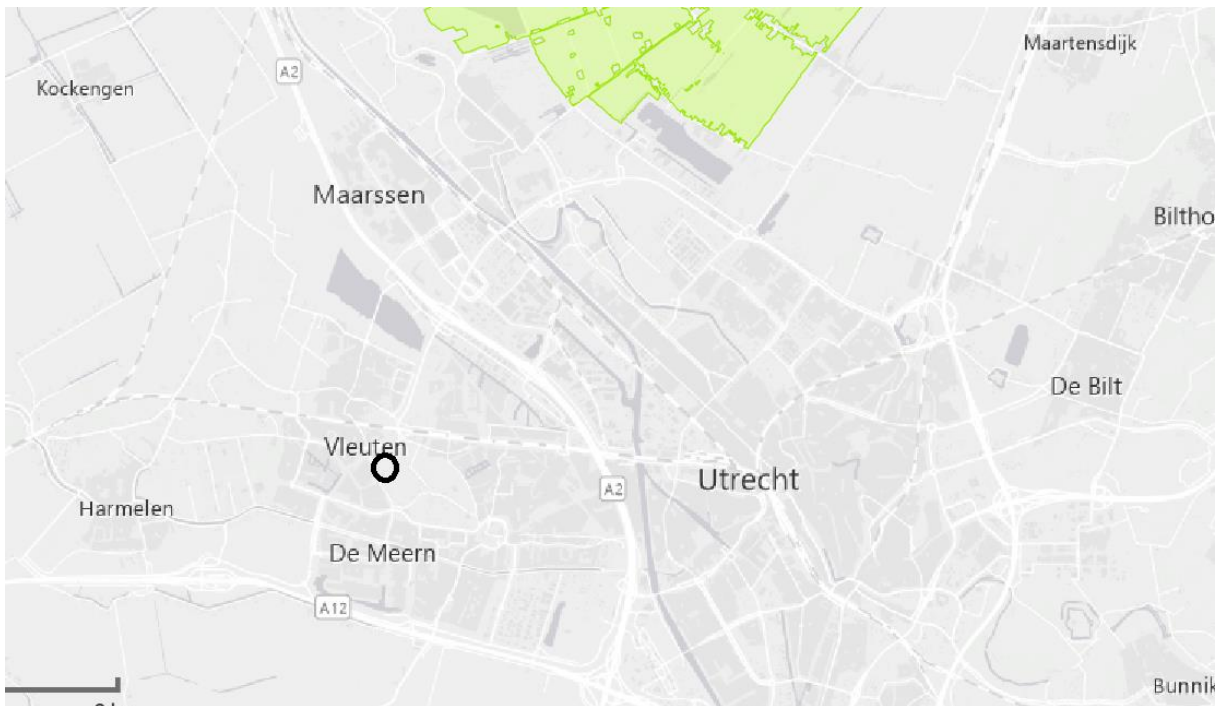 Maartensdijk
A2
Kockengen
Maarssen
Biltho
De Bilt
Vleuten
Utrecht
A2
Harmelen
De Meern
A12
Bunnik